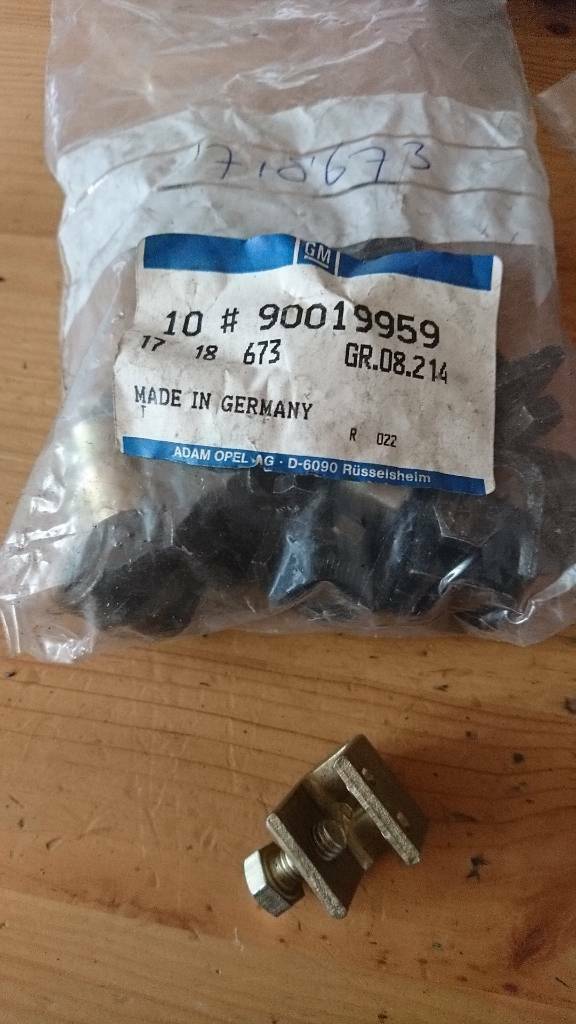 1718673
GM
10 # 90019959
17 18 673 GR.08.214
MADE IN GERMANY
T
R 022
ADAM OPEL AG · D-6090 Rüsselsheim